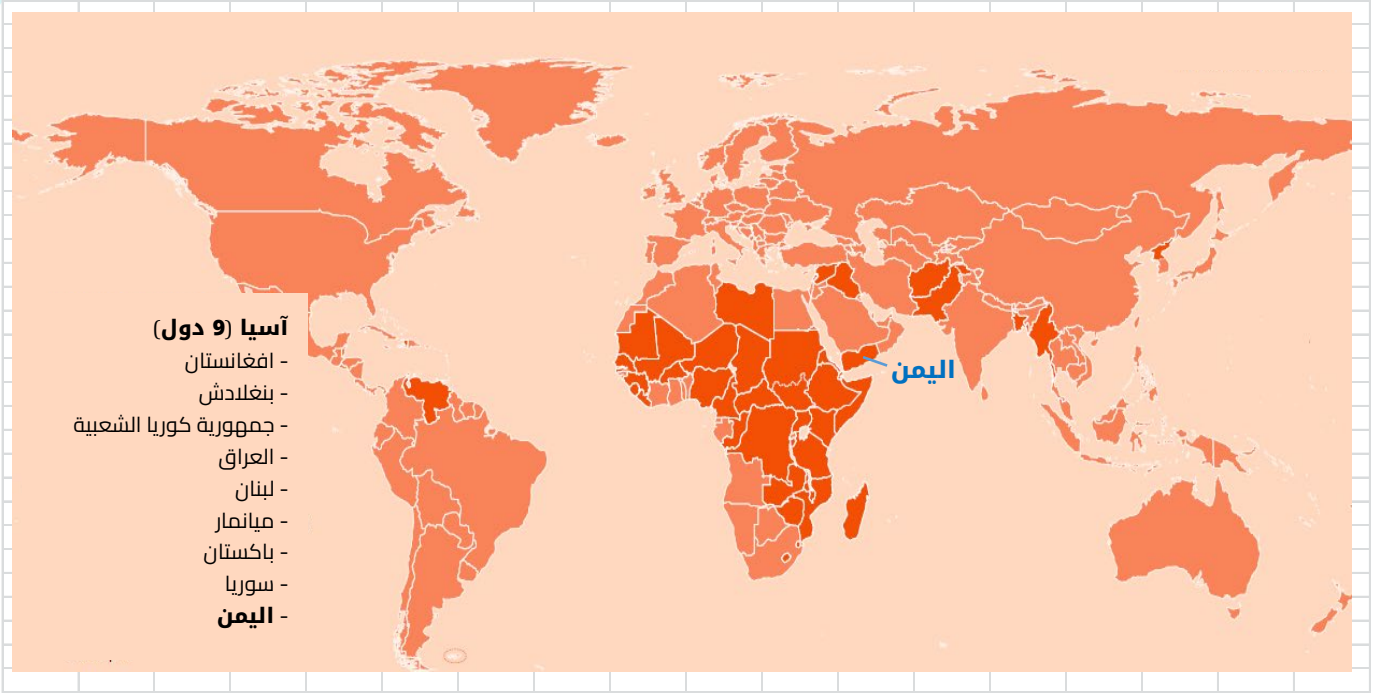 آسيا (9 دول)
- افغانستان
- بنغلادش
- جمهورية كوريا الشعبية
- العراق
- لبنان
- ميانمار
- باكستان
- سوريا
- اليمن
اليمن